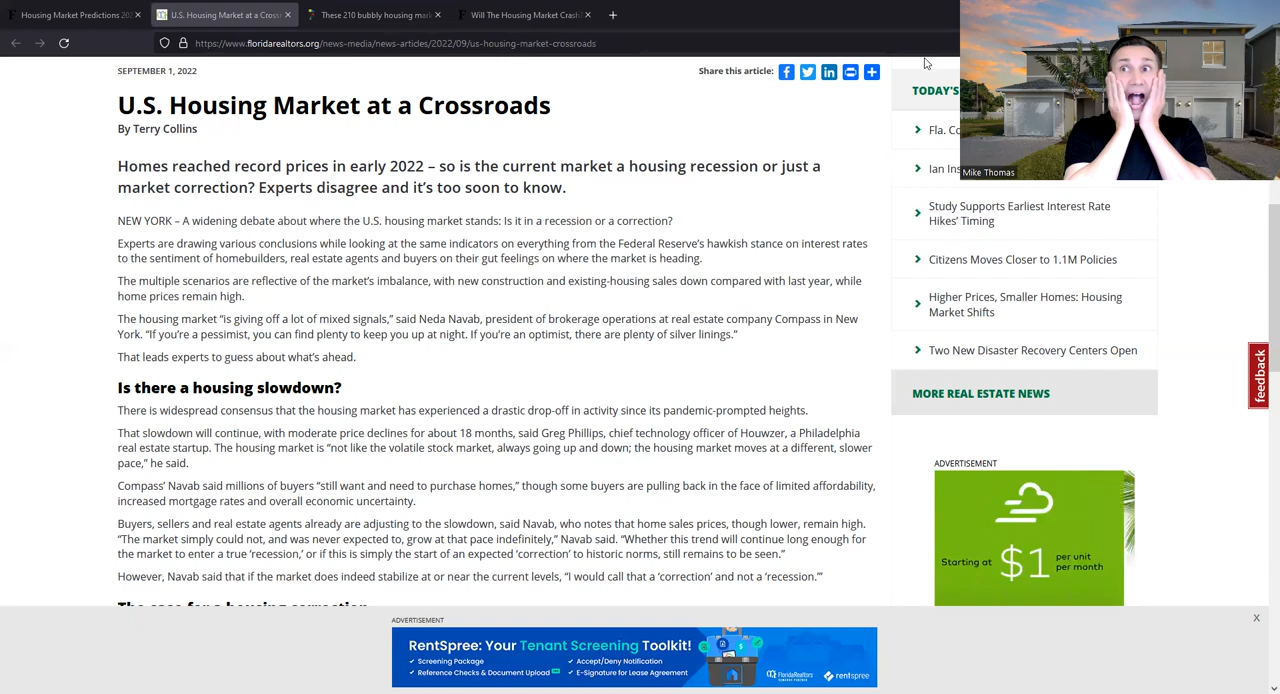 Housing Market Predictions 202
U.S. Housing Market at a Cross
These 210 bubbly housing mar
Will The Housing Market Crash?
https://www.floridarealtors.org/news-media/news-articles/2022/09/us-housing-market-crossroads
SEPTEMBER 1, 2022
Share this article:
U.S. Housing Market at a Crossroads
By Terry Collins
Homes reached record prices in early 2022 – so is the current market a housing recession or just a
market correction? Experts disagree and it's too soon to know.
NEW YORK – A widening debate about where the U.S. housing market stands: Is it in a recession or a correction?
Experts are drawing various conclusions while looking at the same indicators on everything from the Federal Reserve's hawkish stance on interest rates
to the sentiment of homebuilders, real estate agents and buyers on their gut feelings on where the market is heading.
The multiple scenarios are reflective of the market's imbalance, with new construction and existing-housing sales down compared with last year, while
home prices remain high.
The housing market “is giving off a lot of mixed signals,” said Neda Navab, president of brokerage operations at real estate company Compass in New
York. “If you're a pessimist, you can find plenty to keep you up at night. If you're an optimist, there are plenty of silver linings.”
That leads experts to guess about what's ahead.
Is there a housing slowdown?
There is widespread consensus that the housing market has experienced a drastic drop-off in activity since its pandemic-prompted heights.
That slowdown will continue, with moderate price declines for about 18 months, said Greg Phillips, chief technology officer of Houwzer, a Philadelphia
real estate startup. The housing market is “not like the volatile stock market, always going up and down; the housing market moves at a different, slower
pace,” he said.
Compass' Navab said millions of buyers “still want and need to purchase homes,” though some buyers are pulling back in the face of limited affordability,
increased mortgage rates and overall economic uncertainty.
Buyers, sellers and real estate agents already are adjusting to the slowdown, said Navab, who notes that home sales prices, though lower, remain high.
“The market simply could not, and was never expected to, grow at that pace indefinitely,” Navab said. “Whether this trend will continue long enough for
the market to enter a true ‘recession,’ or if this is simply the start of an expected ‘correction’ to historic norms, still remains to be seen.”
However, Navab said that if the market does indeed stabilize at or near the current levels, “I would call that a ‘correction’ and not a ‘recession.’”
The case for a housing correction
TODAY'S
Fla. Co
Ian Ins
Mike Thomas
Study Supports Earliest Interest Rate
Hikes' Timing
Citizens Moves Closer to 1.1M Policies
Higher Prices, Smaller Homes: Housing
Market Shifts
Two New Disaster Recovery Centers Open
MORE REAL ESTATE NEWS
feedback
ADVERTISEMENT
Starting at $1 per unit
per month
ADVERTISEMENT
X
RentSpree: Your Tenant Screening Toolkit!
Screening Package
Accept/Deny Notification
Reference Checks & Document Upload
E-Signature for Lease Agreement
FloridaRealtors
rentspree